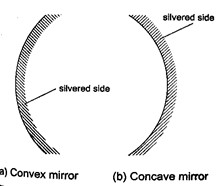 silvered side
silvered side
a) Convex mirror
(b) Concave mirror